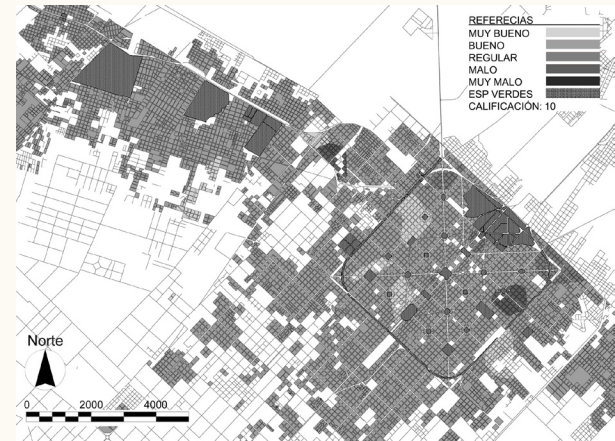 REFERECIAS
MUY BUENO
BUENO
REGULAR
MALO
MUY MALO
ESP VERDES
CALIFICACIÓN: 10
Norte
0 2000 4000